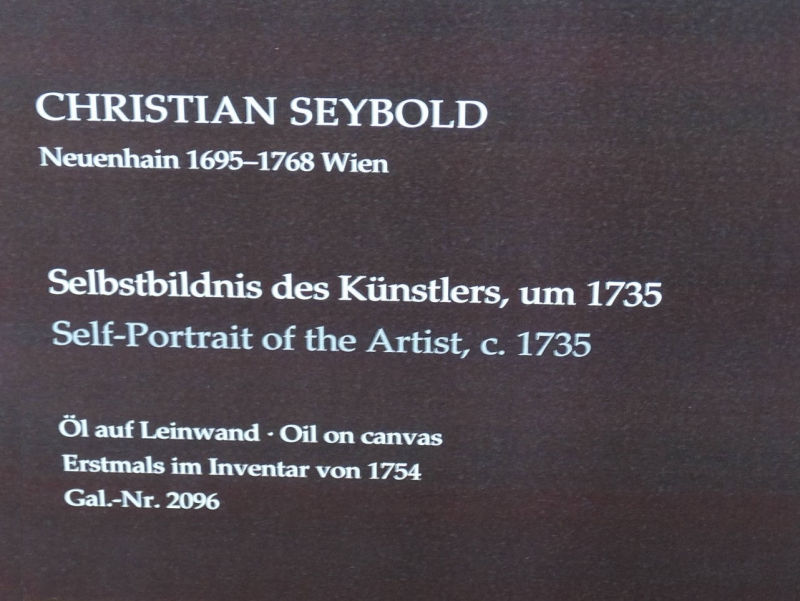 CHRISTIAN SEYBOLD
Neuenhain 1695–1768 Wien
Selbstbildnis des Künstlers, um 1735
Self-Portrait of the Artist, c. 1735
Öl auf Leinwand · Oil on canvas
Erstmals im Inventar von 1754
Gal.-Nr. 2096